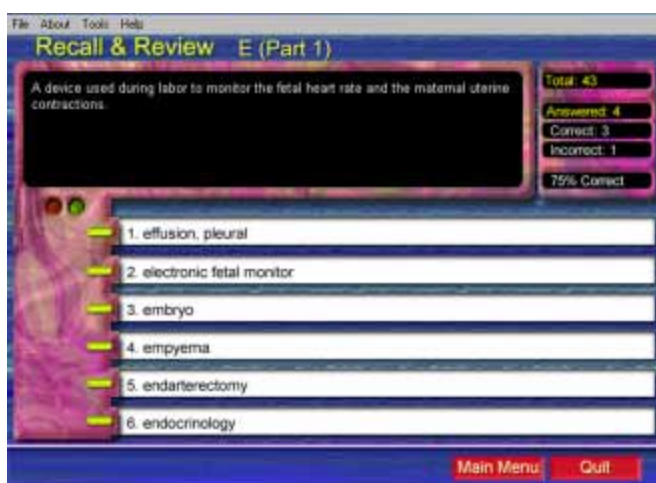 File About Tools Help
Recall & Review E (Part 1)
A device used during labor to monitor the fetal heart rate and the maternal uterine
contractions.
Total: 43
Answered: 4
Correct: 3
Incorrect: 1
75% Correct
1. effusion, pleural
2. electronic fetal monitor
3. embryo
4. empyema
5. endarterectomy
6. endocrinology
Main Menu
Quit